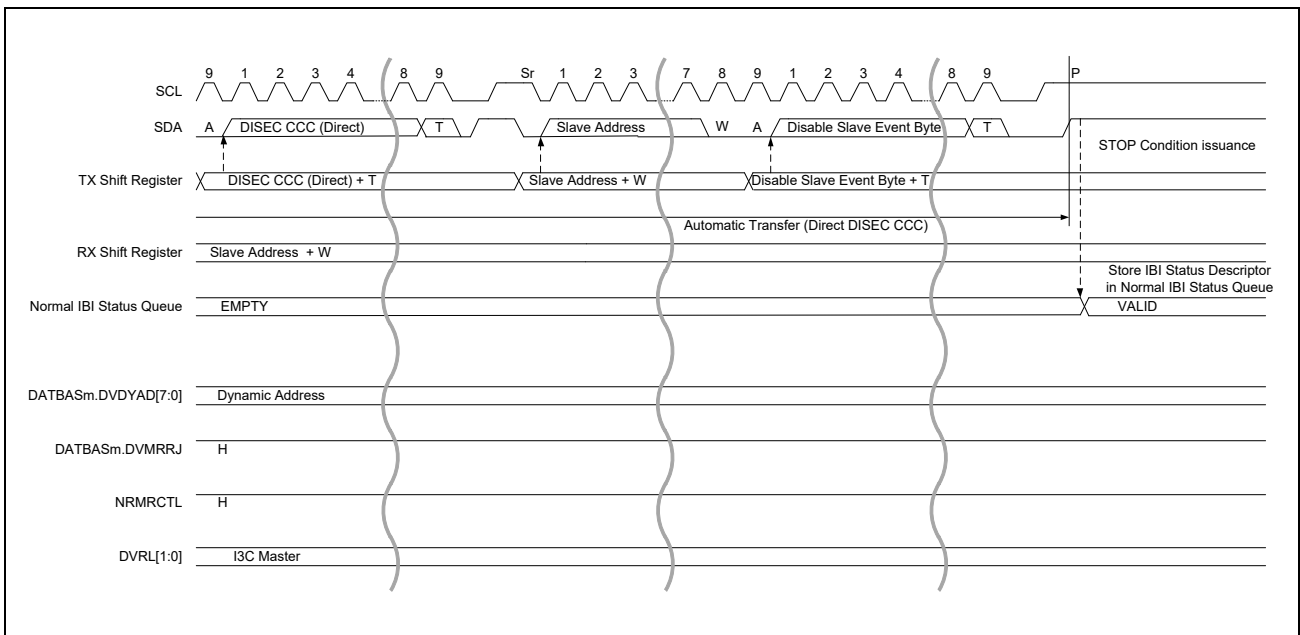 SCL 9 1 2 3 4 8 9 Sr 1 2 3 7 8 9 1 2 3 4 8 9 P
SDA A DISEC CCC (Direct) T Slave Address W A Disable Slave Event Byte T
STOP Condition issuance
TX Shift Register DISEC CCC (Direct) + T Slave Address + W Disable Slave Event Byte + T
Automatic Transfer (Direct DISEC CCC)
RX Shift Register Slave Address + W
Store IBI Status Descriptor
in Normal IBI Status Queue
Normal IBI Status Queue EMPTY VALID
DATBASm.DVDYAD[7:0] Dynamic Address
DATBASm.DVMRRJ H
NRMRCTL H
DVRL[1:0] I3C Master